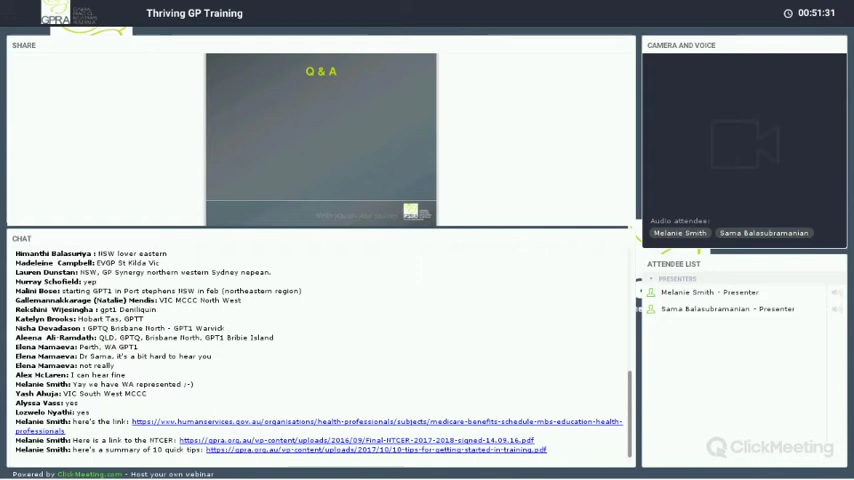 GPRA
Thriving GP Training
00:51:31
SHARE
Q & A
CAMERA AND VOICE
Audio attendee:
Melanie Smith Sama Balasubramanian
CHAT
Himanthi Balasuriya : NSW lover eastern
Madeleine Campbell: EVGP St Kilda Vic
Lauren Dunstan: NSW, GP Synergy northern western Sydney nepean.
Murray Schofield: yep
Malini Bose: starting GPT1 in Port stephens NSW in feb (northeastern region)
Gallemannakkarage (Natalie) Mendis: VIC MCCC North West
Rekshini Wijesingha: gpt1 Deniliquin
Katelyn Brooks: Hobart Tas, GPTT
Nisha Devadason : GPTQ Brisbane North - GPT1 Warwick
Aleena Ali-Ramdath: QLD, GPTQ, Brisbane North, GPT1 Bribie Island
Elena Mamaeva: Perth, WA GPT1
Elena Mamaeva: Dr Sama, it's a bit hard to hear you
Elena Mamaeva: not really
Alex McLaren: I can hear fine
Melanie Smith: Yay we have WA represented ;-)
Yash Ahuja: VIC South West MCCC
Alyssa Vass: yes
Lozwelo Nyathi: yes
Melanie Smith: here's the link: https://www.humanservices.gov.au/organisations/health-professionals/subjects/medicare-benefits-schedule-mbs-education-health-
professionals
Melanie Smith: Here is a link to the NTCER: https://gpra.org.au/wp-content/uploads/2016/09/Final-NTCER-2017-2018-signed-14.09.16.pdf
Melanie Smith: here's a summary of 10 quick tips: https://gpra.org.au/wp-content/uploads/2017/10/10-tips-for-getting-started-in-training.pdf
ATTENDEE LIST
PRESENTERS
Melanie Smith - Presenter
Sama Balasubramanian - Presenter
ClickMeeting
Powered by ClickMeeting.com - Host your own webinar